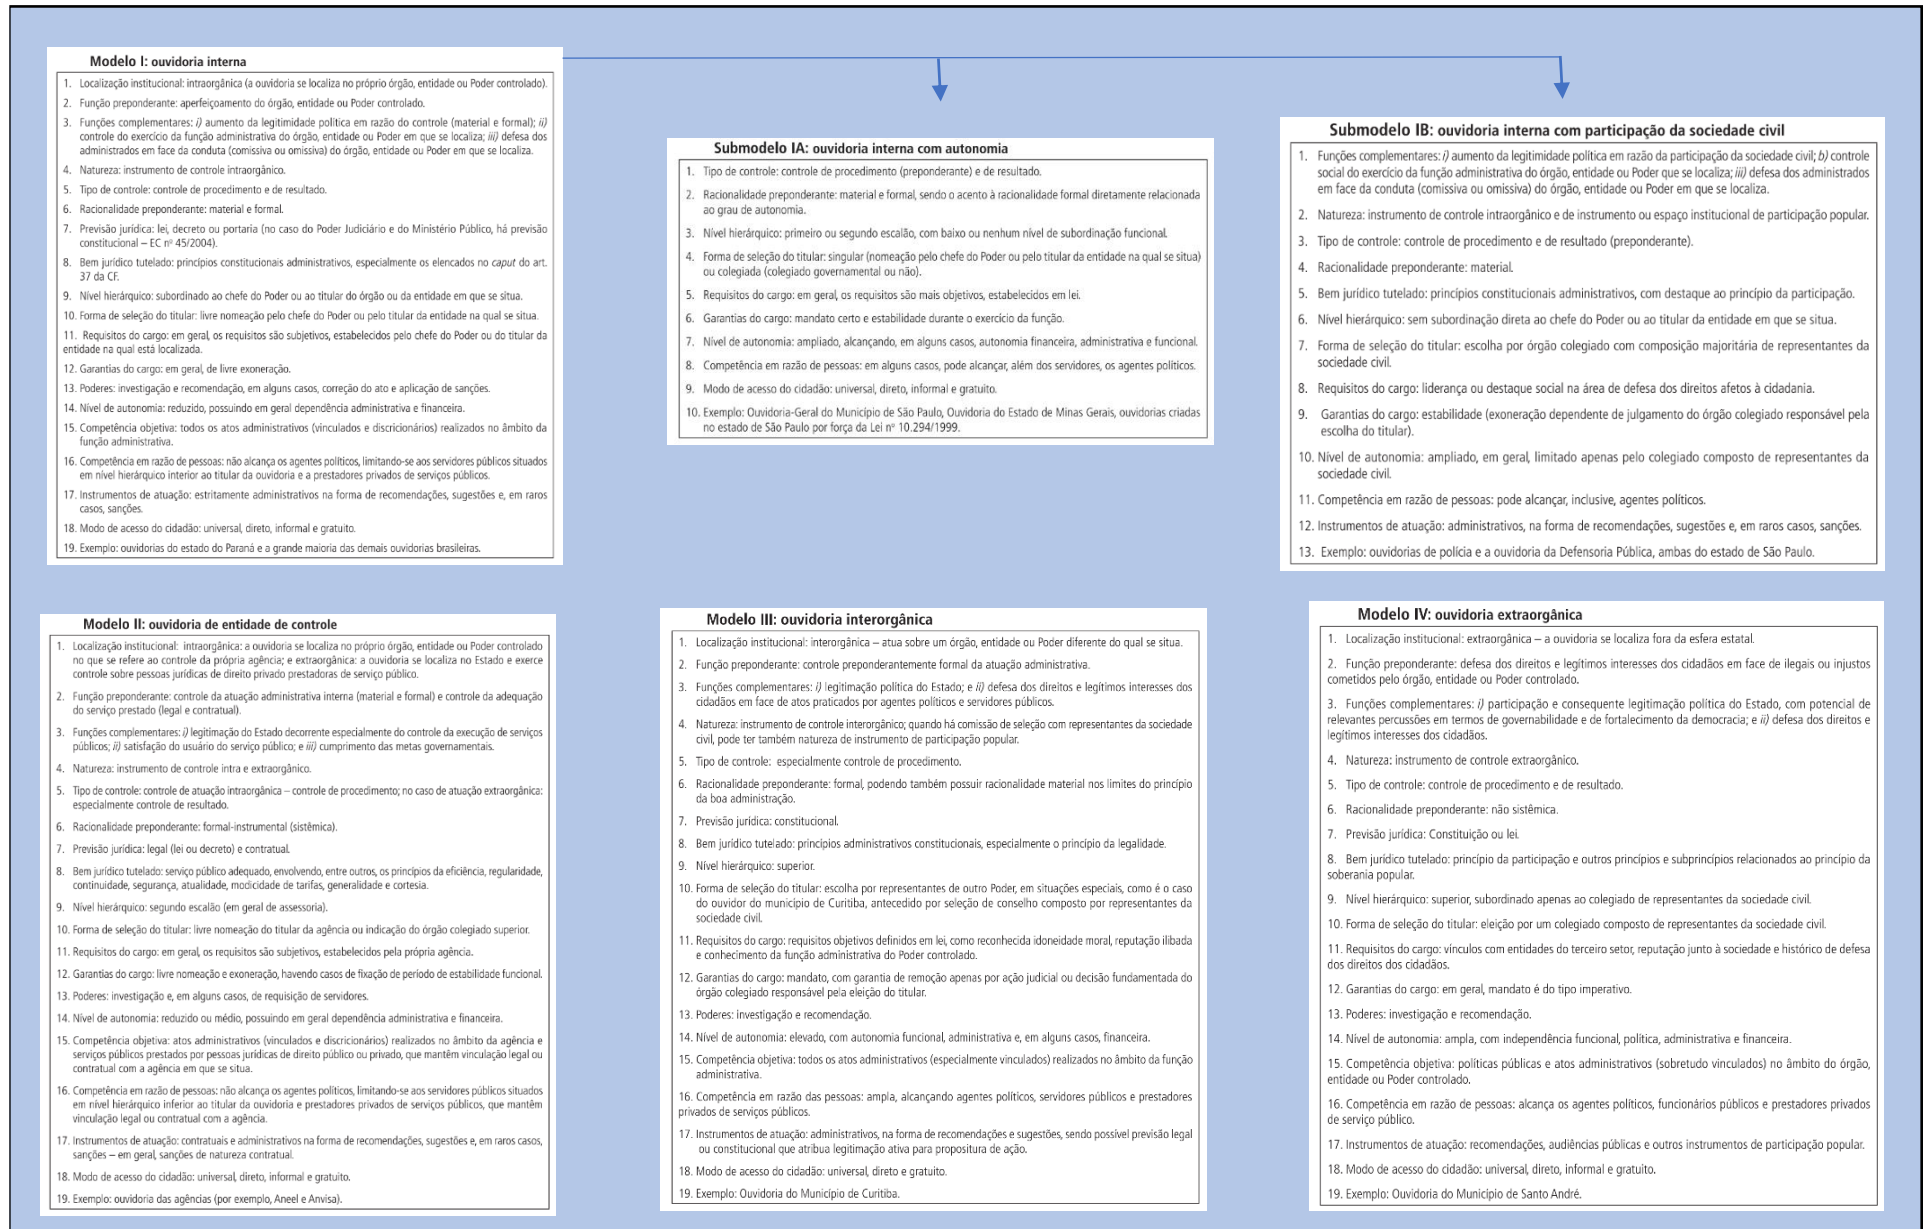 Modelo I: ouvidoria interna
1. Localização institucional: intraorgânica (a ouvidoria se localiza no próprio órgão, entidade ou Poder controlado).
2. Função preponderante: aperfeiçoamento do órgão, entidade ou Poder controlado.
3. Funções complementares: i) aumento da legitimidade política em razão do controle (material e formal); ii)
controle do exercício da função administrativa do órgão, entidade ou Poder em que se localiza; iii) defesa dos
administrados em face da conduta (comissiva ou omissiva) do órgão, entidade ou Poder em que se localiza.
4. Natureza: instrumento de controle intraorgânico.
5. Tipo de controle: controle de procedimento e de resultado.
6. Racionalidade preponderante: material e formal.
7. Previsão jurídica: lei, decreto ou portaria (no caso do Poder Judiciário e do Ministério Público, há previsão
constitucional – EC nº 45/2004).
8. Bem jurídico tutelado: princípios constitucionais administrativos, especialmente os elencados no caput do art.
37 da CF.
9. Nível hierárquico: subordinado ao chefe do Poder ou ao titular do órgão ou da entidade em que se situa.
10. Forma de seleção do titular: livre nomeação pelo chefe do Poder ou pelo titular da entidade na qual se situa.
11. Requisitos do cargo: em geral, os requisitos são subjetivos, estabelecidos pelo chefe do Poder ou do titular da
entidade na qual está localizada.
12. Garantias do cargo: em geral, de livre exoneração.
13. Poderes: investigação e recomendação, em alguns casos, correção do ato e aplicação de sanções.
14. Nível de autonomia: reduzido, possuindo em geral dependência administrativa e financeira.
15. Competência objetiva: todos os atos administrativos (vinculados e discricionários) realizados no âmbito da
função administrativa.
16. Competência em razão de pessoas: não alcança os agentes políticos, limitando-se aos servidores públicos situados
em nível hierárquico interior ao titular da ouvidoria e a prestadores privados de serviços públicos.
17. Instrumentos de atuação: estritamente administrativos na forma de recomendações, sugestões e, em raros
casos, sanções.
18. Modo de acesso do cidadão: universal, direto, informal e gratuito.
19. Exemplo: ouvidorias do estado do Paraná e a grande maioria das demais ouvidorias brasileiras.
Submodelo IA: ouvidoria interna com autonomia
1. Tipo de controle: controle de procedimento (preponderante) e de resultado.
2. Racionalidade preponderante: material e formal, sendo o acento à racionalidade formal diretamente relacionada
ao grau de autonomia.
3. Nível hierárquico: primeiro ou segundo escalão, com baixo ou nenhum nível de subordinação funcional.
4. Forma de seleção do titular: singular (nomeação pelo chefe do Poder ou pelo titular da entidade na qual se situa)
ou colegiada (colegiado governamental ou não).
5. Requisitos do cargo: em geral, os requisitos são mais objetivos, estabelecidos em lei.
6. Garantias do cargo: mandato certo e estabilidade durante o exercício da função.
7. Nível de autonomia: ampliado, alcançando, em alguns casos, autonomia financeira, administrativa e funcional.
8. Competência em razão de pessoas: em alguns casos, pode alcançar, além dos servidores, os agentes políticos.
9. Modo de acesso do cidadão: universal, direto, informal e gratuito.
10. Exemplo: Ouvidoria-Geral do Município de São Paulo, Ouvidoria do Estado de Minas Gerais, ouvidorias criadas
no estado de São Paulo por força da Lei nº 10.294/1999.
Submodelo IB: ouvidoria interna com participação da sociedade civil
1. Funções complementares: i) aumento da legitimidade política em razão da participação da sociedade civil; b) controle
social do exercício da função administrativa do órgão, entidade ou Poder que se localiza; iii) defesa dos administrados
em face da conduta (comissiva ou omissiva) do órgão, entidade ou Poder em que se localiza.
2. Natureza: instrumento de controle intraorgânico e de instrumento ou espaço institucional de participação popular.
3. Tipo de controle: controle de procedimento e de resultado (preponderante).
4. Racionalidade preponderante: material.
5. Bem jurídico tutelado: princípios constitucionais administrativos, com destaque ao princípio da participação.
6. Nível hierárquico: sem subordinação direta ao chefe do Poder ou ao titular da entidade em que se situa.
7. Forma de seleção do titular: escolha por órgão colegiado com composição majoritária de representantes da
sociedade civil.
8. Requisitos do cargo: liderança ou destaque social na área de defesa dos direitos afetos à cidadania.
9. Garantias do cargo: estabilidade (exoneração dependente de julgamento do órgão colegiado responsável pela
escolha do titular).
10. Nível de autonomia: ampliado, em geral, limitado apenas pelo colegiado composto de representantes da
sociedade civil.
11. Competência em razão de pessoas: pode alcançar, inclusive, agentes políticos.
12. Instrumentos de atuação: administrativos, na forma de recomendações, sugestões e, em raros casos, sanções.
13. Exemplo: ouvidorias de polícia e a ouvidoria da Defensoria Pública, ambas do estado de São Paulo.
Modelo II: ouvidoria de entidade de controle
1. Localização institucional: intraorgânica: a ouvidoria se localiza no próprio órgão, entidade ou Poder controlado
no que se refere ao controle da própria agência; e extraorgânica: a ouvidoria se localiza no Estado e exerce
controle sobre pessoas jurídicas de direito privado prestadoras de serviço público.
2. Função preponderante: controle da atuação administrativa interna (material e formal) e controle da adequação
do serviço prestado (legal e contratual).
3. Funções complementares: i) legitimação do Estado decorrente especialmente do controle da execução de serviços
públicos; ii) satisfação do usuário do serviço público; e iii) cumprimento das metas governamentais.
4. Natureza: instrumento de controle intra e extraorgânico.
5. Tipo de controle: controle de atuação intraorgânica – controle de procedimento; no caso de atuação extraorgânica:
especialmente controle de resultado.
6. Racionalidade preponderante: formal-instrumental (sistêmica).
7. Previsão jurídica: legal (lei ou decreto) e contratual.
8. Bem jurídico tutelado: serviço público adequado, envolvendo, entre outros, os princípios da eficiência, regularidade,
continuidade, segurança, atualidade, modicidade de tarifas, generalidade e cortesia.
9. Nível hierárquico: segundo escalão (em geral de assessoria).
10. Forma de seleção do titular: livre nomeação do titular da agência ou indicação do órgão colegiado superior.
11. Requisitos do cargo: em geral, os requisitos são subjetivos, estabelecidos pela própria agência.
12. Garantias do cargo: livre nomeação e exoneração, havendo casos de fixação de período de estabilidade funcional.
13. Poderes: investigação e, em alguns casos, de requisição de servidores.
14. Nível de autonomia: reduzido ou médio, possuindo em geral dependência administrativa e financeira.
15. Competência objetiva: atos administrativos (vinculados e discricionários) realizados no âmbito da agência e
serviços públicos prestados por pessoas jurídicas de direito público ou privado, que mantêm vinculação legal ou
contratual com a agência em que se situa.
16. Competência em razão de pessoas: não alcança os agentes políticos, limitando-se aos servidores públicos situados
em nível hierárquico inferior ao titular da ouvidoria e prestadores privados de serviços públicos, que mantêm
vinculação legal ou contratual com a agência.
17. Instrumentos de atuação: contratuais e administrativos na forma de recomendações, sugestões e, em raros casos,
sanções – em geral, sanções de natureza contratual.
18. Modo de acesso do cidadão: universal, direto, informal e gratuito.
19. Exemplo: ouvidoria das agências (por exemplo, Aneel e Anvisa).
Modelo III: ouvidoria interorgânica
1. Localização institucional: interorgânica – atua sobre um órgão, entidade ou Poder diferente do qual se situa.
2. Função preponderante: controle preponderantemente formal da atuação administrativa.
3. Funções complementares: i) legitimação política do Estado; e ii) defesa dos direitos e legítimos interesses dos
cidadãos em face de atos praticados por agentes políticos e servidores públicos.
4. Natureza: instrumento de controle interorgânico; quando há comissão de seleção com representantes da sociedade
civil, pode ter também natureza de instrumento de participação popular.
5. Tipo de controle: especialmente controle de procedimento.
6. Racionalidade preponderante: formal, podendo também possuir racionalidade material nos limites do princípio
da boa administração.
7. Previsão jurídica: constitucional.
8. Bem jurídico tutelado: princípios administrativos constitucionais, especialmente o princípio da legalidade.
9. Nível hierárquico: superior.
10. Forma de seleção do titular: escolha por representantes de outro Poder, em situações especiais, como é o caso
do ouvidor do município de Curitiba, antecedido por seleção de conselho composto por representantes da
sociedade civil.
11. Requisitos do cargo: requisitos objetivos definidos em lei, como reconhecida idoneidade moral, reputação ilibada
e conhecimento da função administrativa do Poder controlado.
12. Garantias do cargo: mandato, com garantia de remoção apenas por ação judicial ou decisão fundamentada do
órgão colegiado responsável pela eleição do titular.
13. Poderes: investigação e recomendação.
14. Nível de autonomia: elevado, com autonomia funcional, administrativa e, em alguns casos, financeira.
15. Competência objetiva: todos os atos administrativos (especialmente vinculados) realizados no âmbito da função
administrativa.
16. Competência em razão das pessoas: ampla, alcançando agentes políticos, servidores públicos e prestadores
privados de serviços públicos.
17. Instrumentos de atuação: administrativos, na forma de recomendações e sugestões, sendo possível previsão legal
ou constitucional que atribua legitimação ativa para propositura de ação.
18. Modo de acesso do cidadão: universal, direto e gratuito.
19. Exemplo: Ouvidoria do Município de Curitiba.
Modelo IV: ouvidoria extraorgânica
1. Localização institucional: extraorgânica – a ouvidoria se localiza fora da esfera estatal.
2. Função preponderante: defesa dos direitos e legítimos interesses dos cidadãos em face de ilegais ou injustos
cometidos pelo órgão, entidade ou Poder controlado.
3. Funções complementares: i) participação e consequente legitimação política do Estado, com potencial de
relevantes percussões em termos de governabilidade e de fortalecimento da democracia; e ii) defesa dos direitos e
legítimos interesses dos cidadãos.
4. Natureza: instrumento de controle extraorgânico.
5. Tipo de controle: controle de procedimento e de resultado.
6. Racionalidade preponderante: não sistêmica.
7. Previsão jurídica: Constituição ou lei.
8. Bem jurídico tutelado: princípio da participação e outros princípios e subprincípios relacionados ao princípio da
soberania popular.
9. Nível hierárquico: superior, subordinado apenas ao colegiado de representantes da sociedade civil.
10. Forma de seleção do titular: eleição por um colegiado composto de representantes da sociedade civil.
11. Requisitos do cargo: vínculos com entidades do terceiro setor, reputação junto à sociedade e histórico de defesa
dos direitos dos cidadãos.
12. Garantias do cargo: em geral, mandato é do tipo imperativo.
13. Poderes: investigação e recomendação.
14. Nível de autonomia: ampla, com independência funcional, política, administrativa e financeira.
15. Competência objetiva: políticas públicas e atos administrativos (sobretudo vinculados) no âmbito do órgão,
entidade ou Poder controlado.
16. Competência em razão de pessoas: alcança os agentes políticos, funcionários públicos e prestadores privados
de serviço público.
17. Instrumentos de atuação: recomendações, audiências públicas e outros instrumentos de participação popular.
18. Modo de acesso do cidadão: universal, direto, informal e gratuito.
19. Exemplo: Ouvidoria do Município de Santo André.